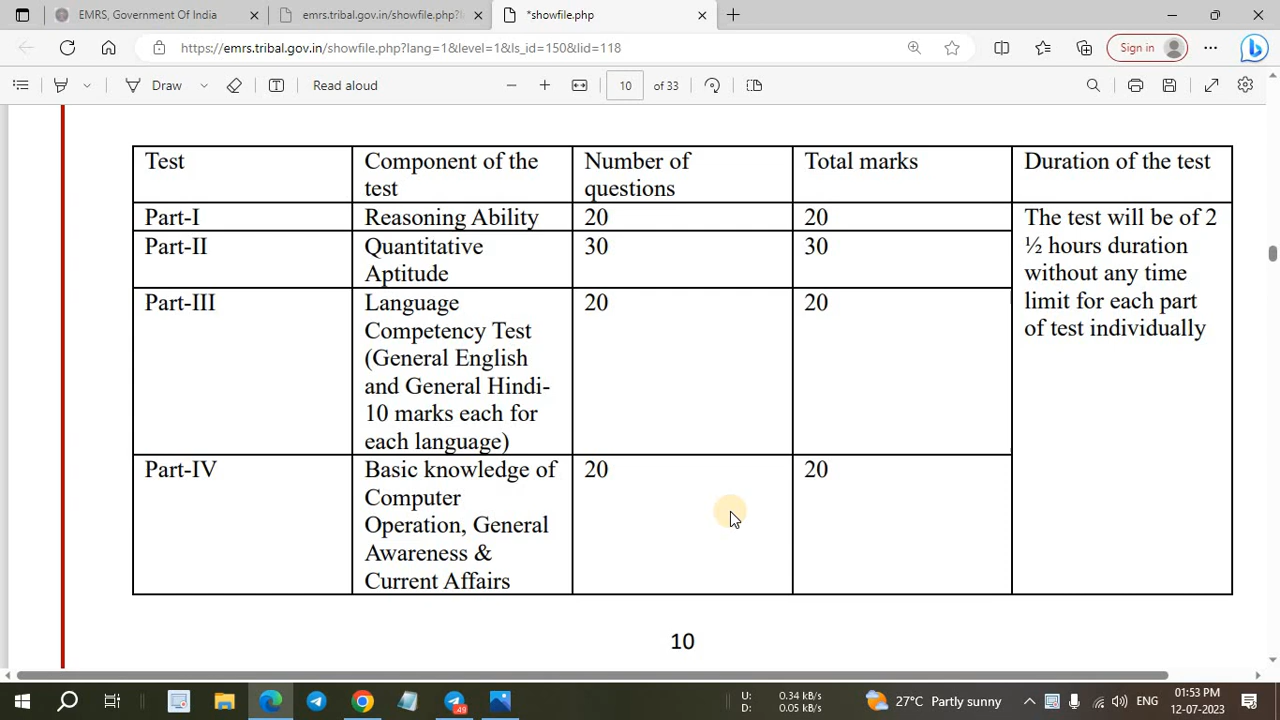 EMRS, Government Of India
emrs.tribal.gov.in/showfile.php?l
*showfile.php
https://emrs.tribal.gov.in/showfile.php?lang=1&level=1&ls_id=150&lid=118
Sign in
Draw
Read aloud
10
of 33
Test
Component of the
test
Number of
questions
Total marks
Duration of the test
Part-I
Reasoning Ability
20
20
The test will be of 2
½ hours duration
without any time
limit for each part
of test individually
Part-II
Quantitative
Aptitude
30
30
Part-III
Language
Competency Test
(General English
and General Hindi-
10 marks each for
each language)
20
20
Part-IV
Basic knowledge of
Computer
Operation, General
Awareness &
Current Affairs
20
20
10
49
U: 0.34 kB/s
D: 0.05 kB/s
27°C Partly sunny
ENG
01:53 PM
12-07-2023